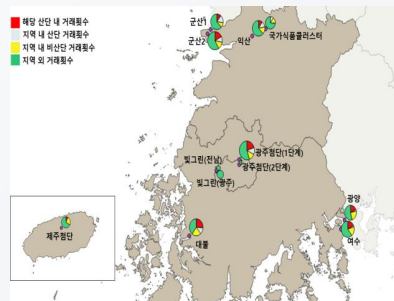 해당 산단 내 거래횟수
지역 내 산단 거래횟수
지역 내 비산단 거래횟수
지역 외 거래횟수
군산1
군산2
익산
국가식품클러스터
빛그린(전남)
광주첨단(1단계)
광주첨단(2단계)
빛그린(광주)
광양
여수
대불
제주첨단